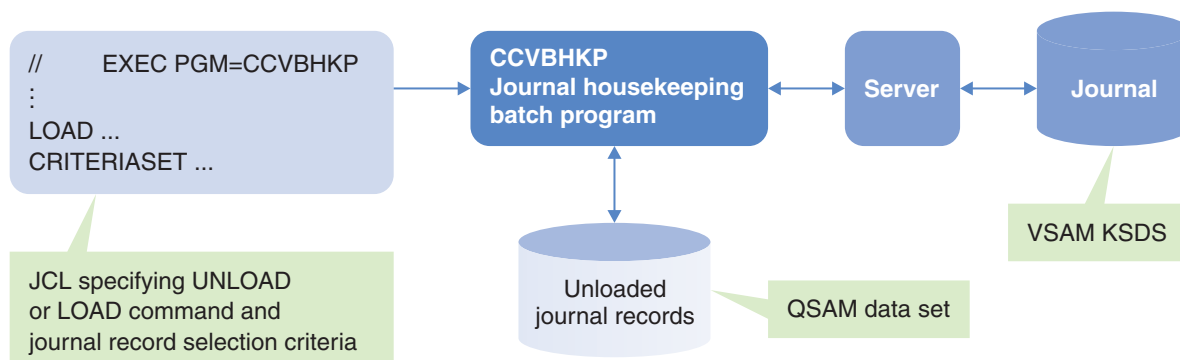 // EXEC PGM=CCVBHKP
:
LOAD ...
CRITERIASET ...
CCVBHKP
Journal housekeeping
batch program
Server
Journal
JCL specifying UNLOAD
or LOAD command and
journal record selection criteria
Unloaded
journal records
QSAM data set
VSAM KSDS